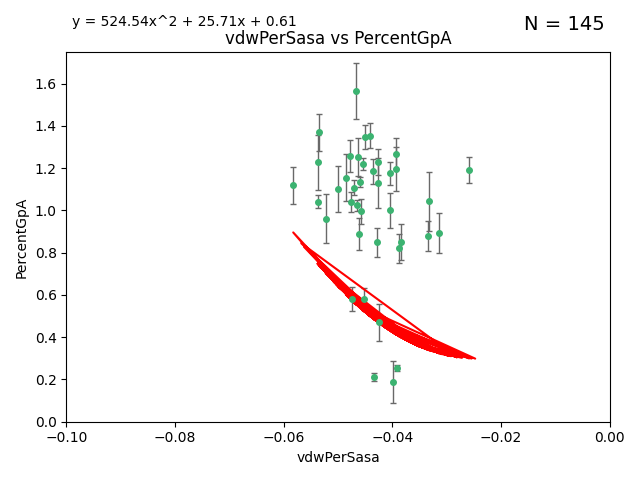 y = 524.54x^2 + 25.71x + 0.61
N = 145
vdwPerSasa vs PercentGpA
PercentGpA
1.6
1.4
1.2
1.0
0.8
0.6
0.4
0.2
0.0
−0.10 −0.08 −0.06 −0.04 −0.02 0.00
vdwPerSasa